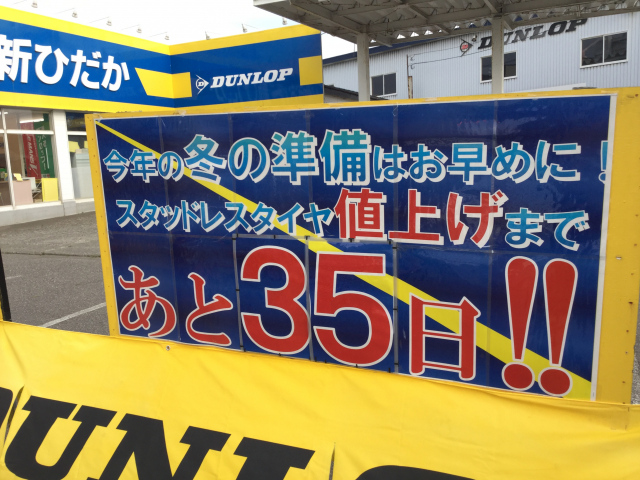 新ひだか
DUNLOP
DUNLOP
今年の冬の準備はお早めに!
スタッドレスタイヤ値上げまで
あと35日!!
DUNLO